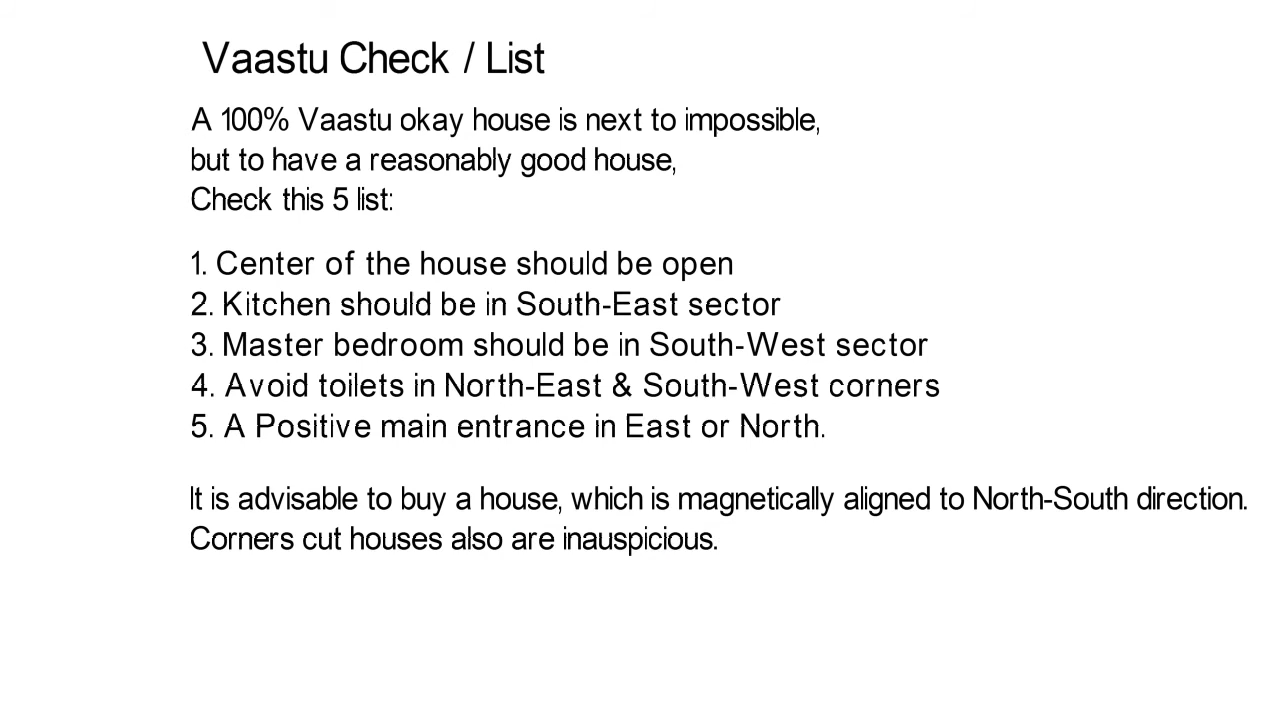 Vaastu Check / List
A 100% Vaastu okay house is next to impossible,
but to have a reasonably good house,
Check this 5 list:
1. Center of the house should be open
2. Kitchen should be in South-East sector
3. Master bedroom should be in South-West sector
4. Avoid toilets in North-East & South-West corners
5. A Positive main entrance in East or North.
It is advisable to buy a house, which is magnetically aligned to North-South direction.
Corners cut houses also are inauspicious.